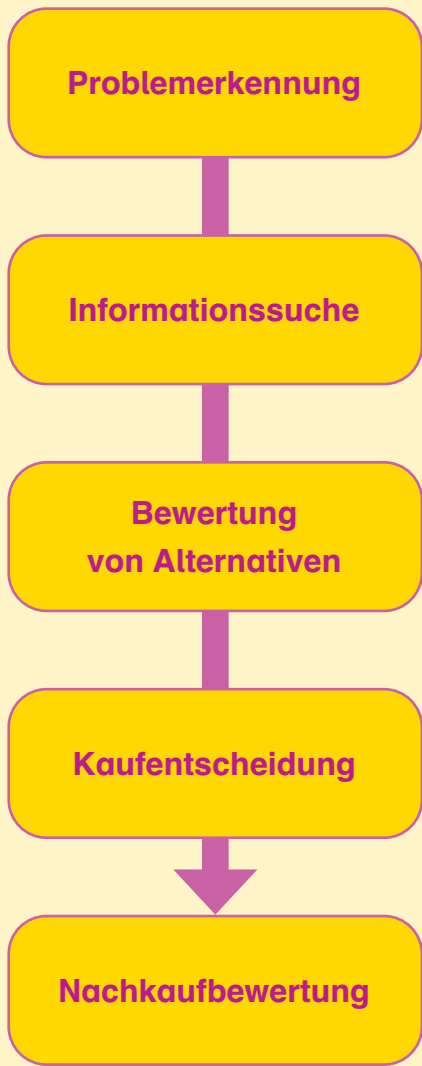 Problemerkennung
Informationssuche
Bewertung
von Alternativen
Kaufentscheidung
Nachkaufbewertung